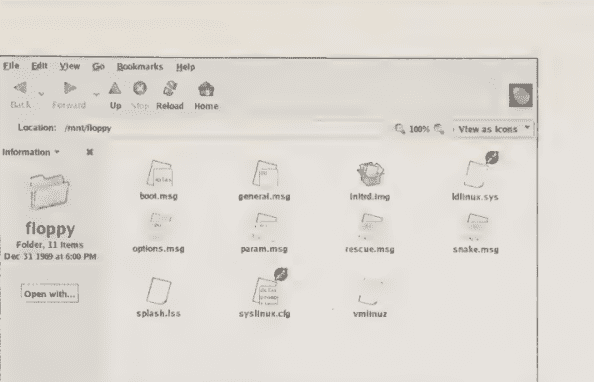 File Edit View Go Bookmarks Help
Back Forward Up Stop Reload Home
Location: /mnt/floppy 100% View as Icons
Information
boot.msg general.msg initrd.img ldlinux.sys
floppy
Folder, 11 items
Dec 31 1969 at 6:00 PM
options.msg param.msg rescue.msg snake.msg
Open with...
splash.lss syslinux.cfg vmlinuz